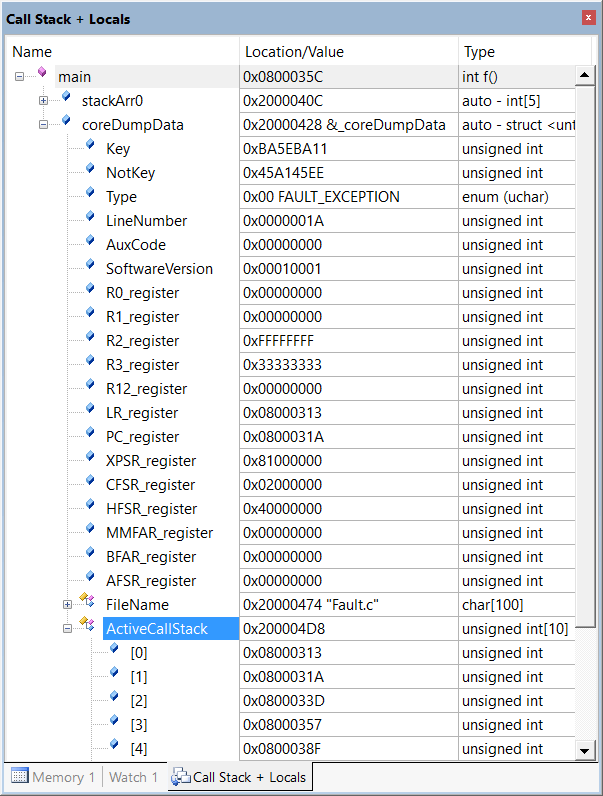 Call Stack + Locals
Name Location/Value Type
main 0x0800035C int f()
stackArr0 0x2000040C auto - int[5]
coreDumpData 0x20000428 &_coreDumpData auto - struct <unt
Key 0xBA5EBA11 unsigned int
NotKey 0x45A145EE unsigned int
Type 0x00 FAULT_EXCEPTION enum (uchar)
LineNumber 0x0000001A unsigned int
AuxCode 0x00000000 unsigned int
SoftwareVersion 0x00010001 unsigned int
R0_register 0x00000000 unsigned int
R1_register 0x00000000 unsigned int
R2_register 0xFFFFFFFF unsigned int
R3_register 0x33333333 unsigned int
R12_register 0x00000000 unsigned int
LR_register 0x08000313 unsigned int
PC_register 0x0800031A unsigned int
XPSR_register 0x81000000 unsigned int
CFSR_register 0x02000000 unsigned int
HFSR_register 0x40000000 unsigned int
MMFAR_register 0x00000000 unsigned int
BFAR_register 0x00000000 unsigned int
AFSR_register 0x00000000 unsigned int
FileName 0x20000474 "Fault.c" char[100]
ActiveCallStack 0x200004D8 unsigned int[10]
[0] 0x08000313 unsigned int
[1] 0x0800031A unsigned int
[2] 0x0800033D unsigned int
[3] 0x08000357 unsigned int
[4] 0x0800038F unsigned int
Memory 1 Watch 1 Call Stack + Locals